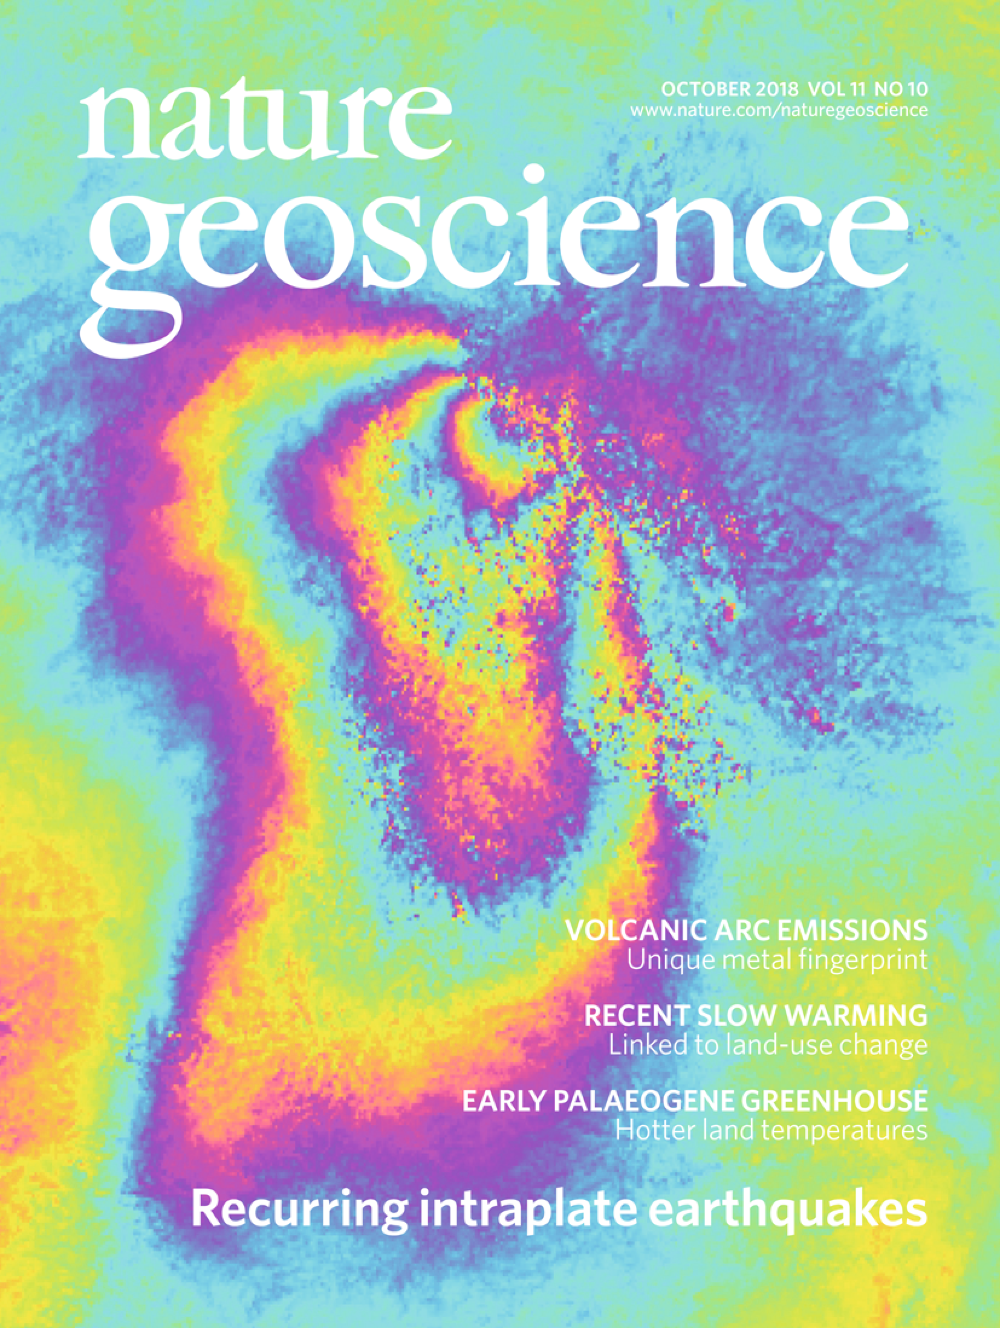 nature
OCTOBER 2018 VOL 11 NO 10
www.nature.com/naturegeoscience
geoscience
VOLCANIC ARC EMISSIONS
Unique metal fingerprint
RECENT SLOW WARMING
Linked to land-use change
EARLY PALAEOGENE GREENHOUSE
Hotter land temperatures
Recurring intraplate earthquakes